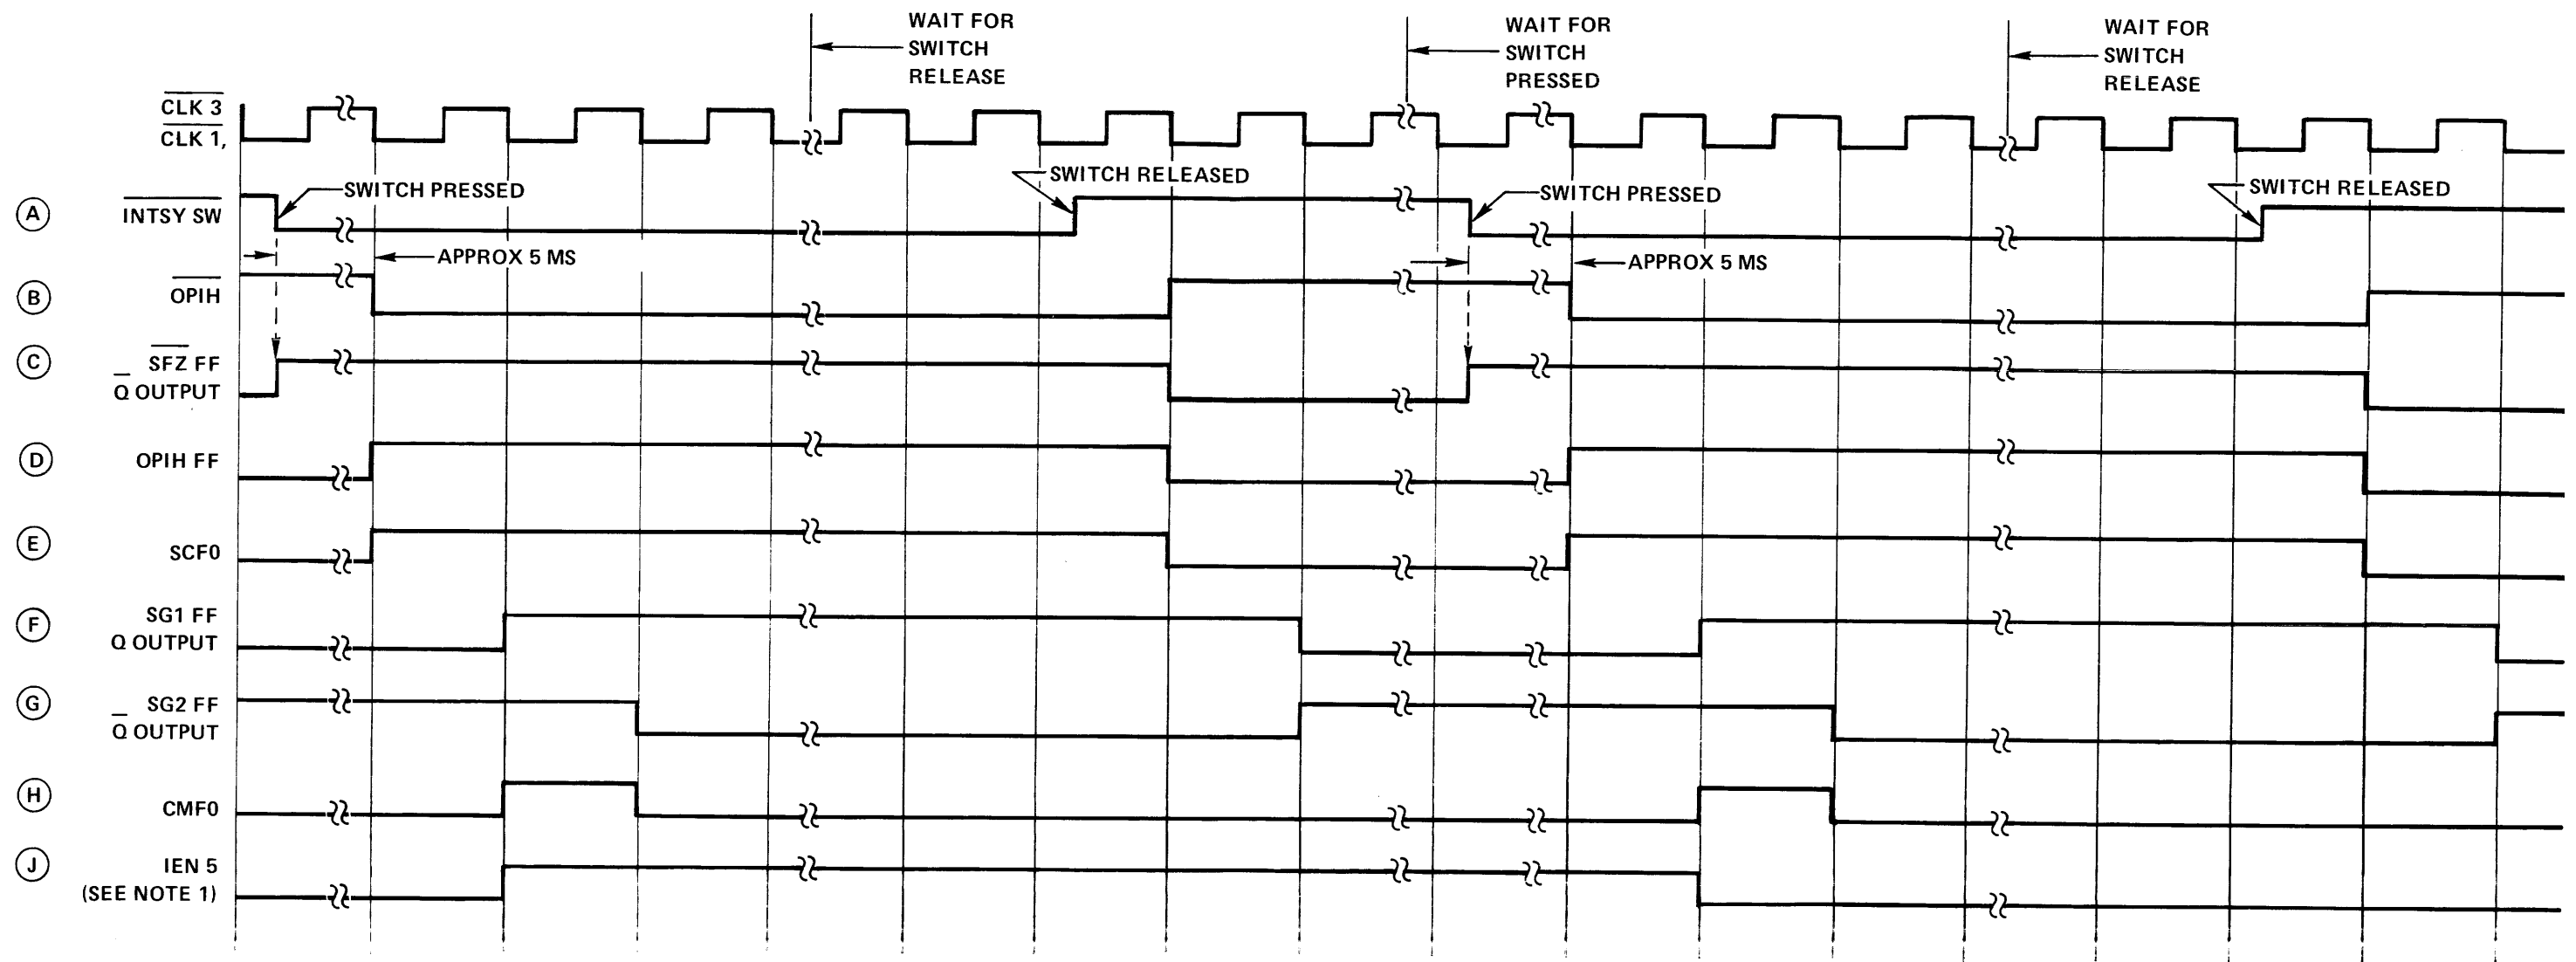 WAIT FOR
SWITCH
RELEASE
WAIT FOR
SWITCH
PRESSED
WAIT FOR
SWITCH
RELEASE
CLK 3
CLK 1,
A
INTSY SW
SWITCH PRESSED
SWITCH RELEASED
SWITCH PRESSED
SWITCH RELEASED
APPROX 5 MS
APPROX 5 MS
B
OPIH
C
SFZ FF
Q OUTPUT
D
OPIH FF
E
SCF0
F
SG1 FF
Q OUTPUT
G
SG2 FF
Q OUTPUT
H
CMF0
J
IEN 5
(SEE NOTE 1)